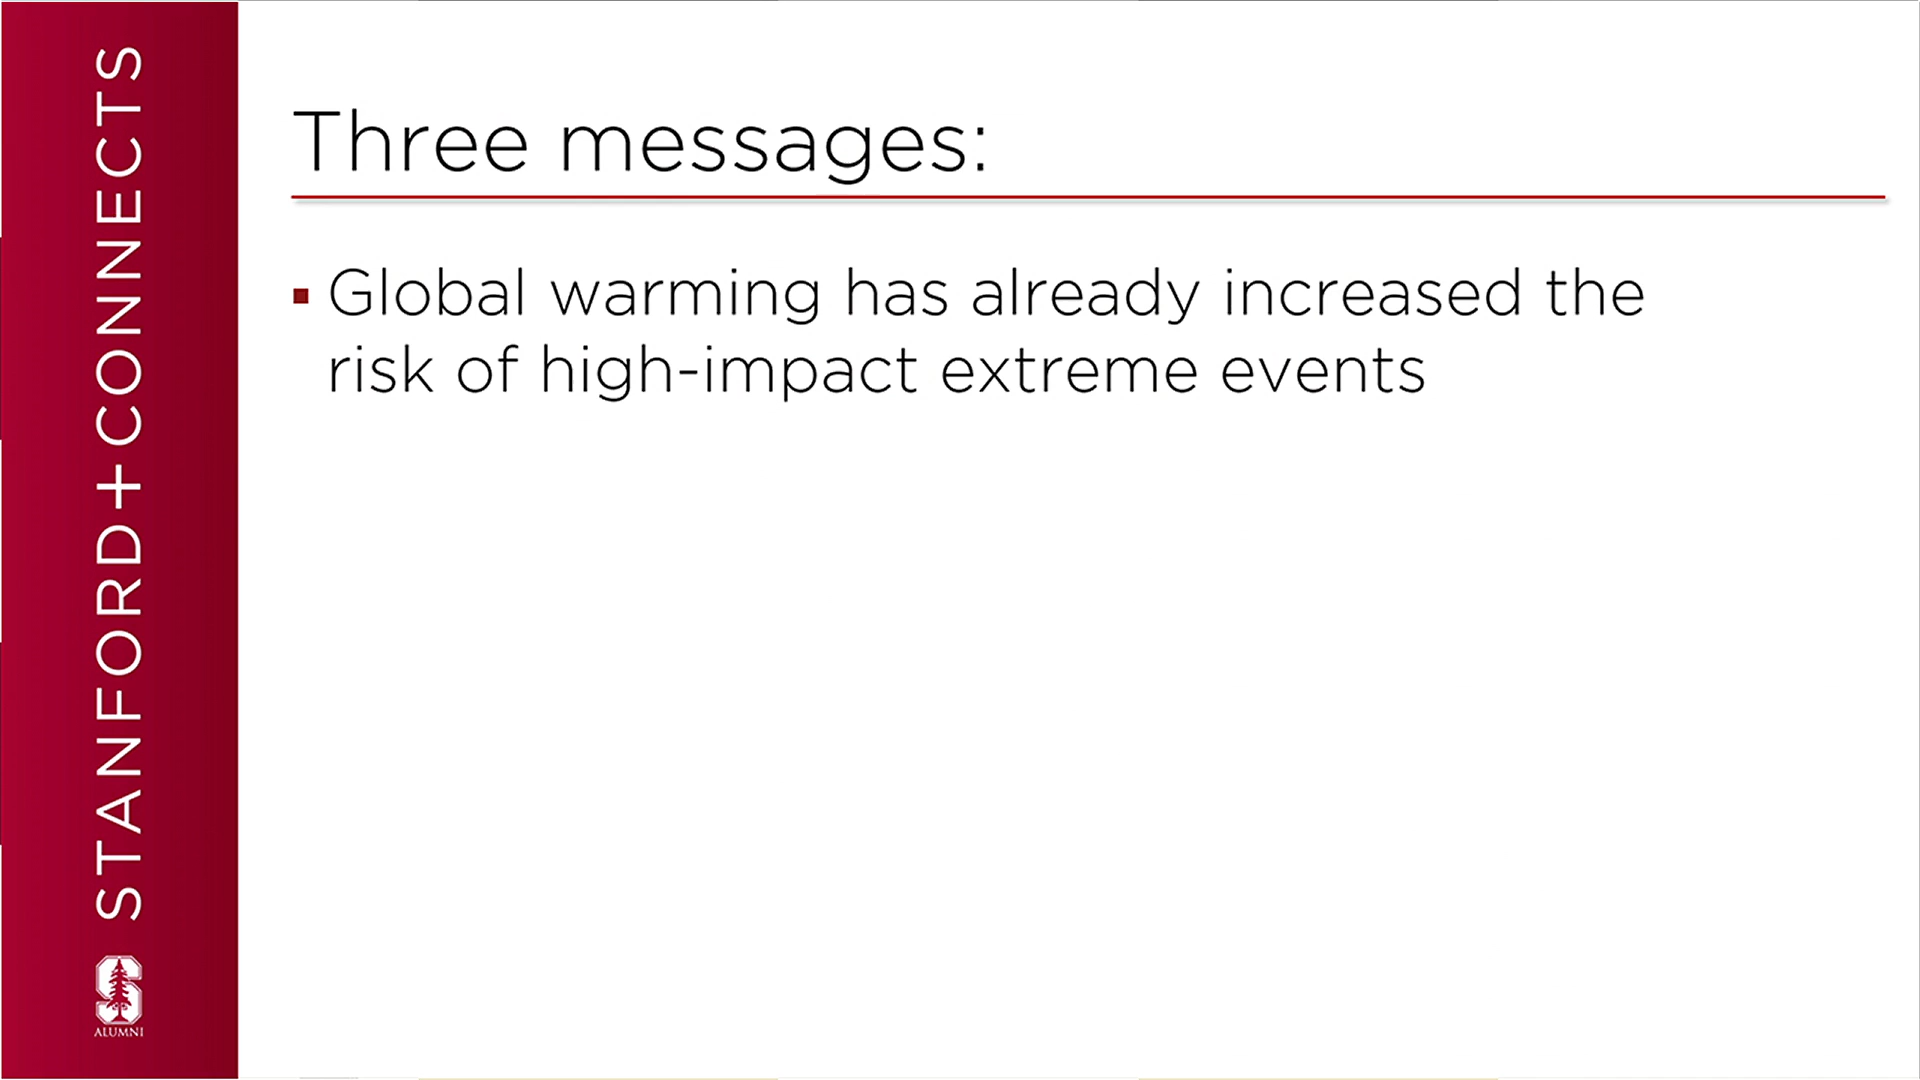 STANFORD+CONNECTS
ALUMNI
Three messages:
▪ Global warming has already increased the
risk of high-impact extreme events